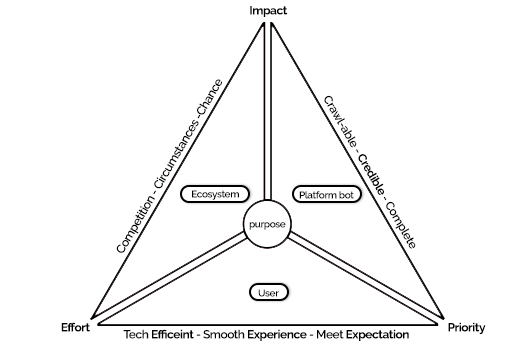 Impact
Competition - Circumstances -Chance
Crawl-able - Credible - Complete
Ecosystem
Platform bot
purpose
User
Effort
Priority
Tech Efficeint - Smooth Experience - Meet Expectation